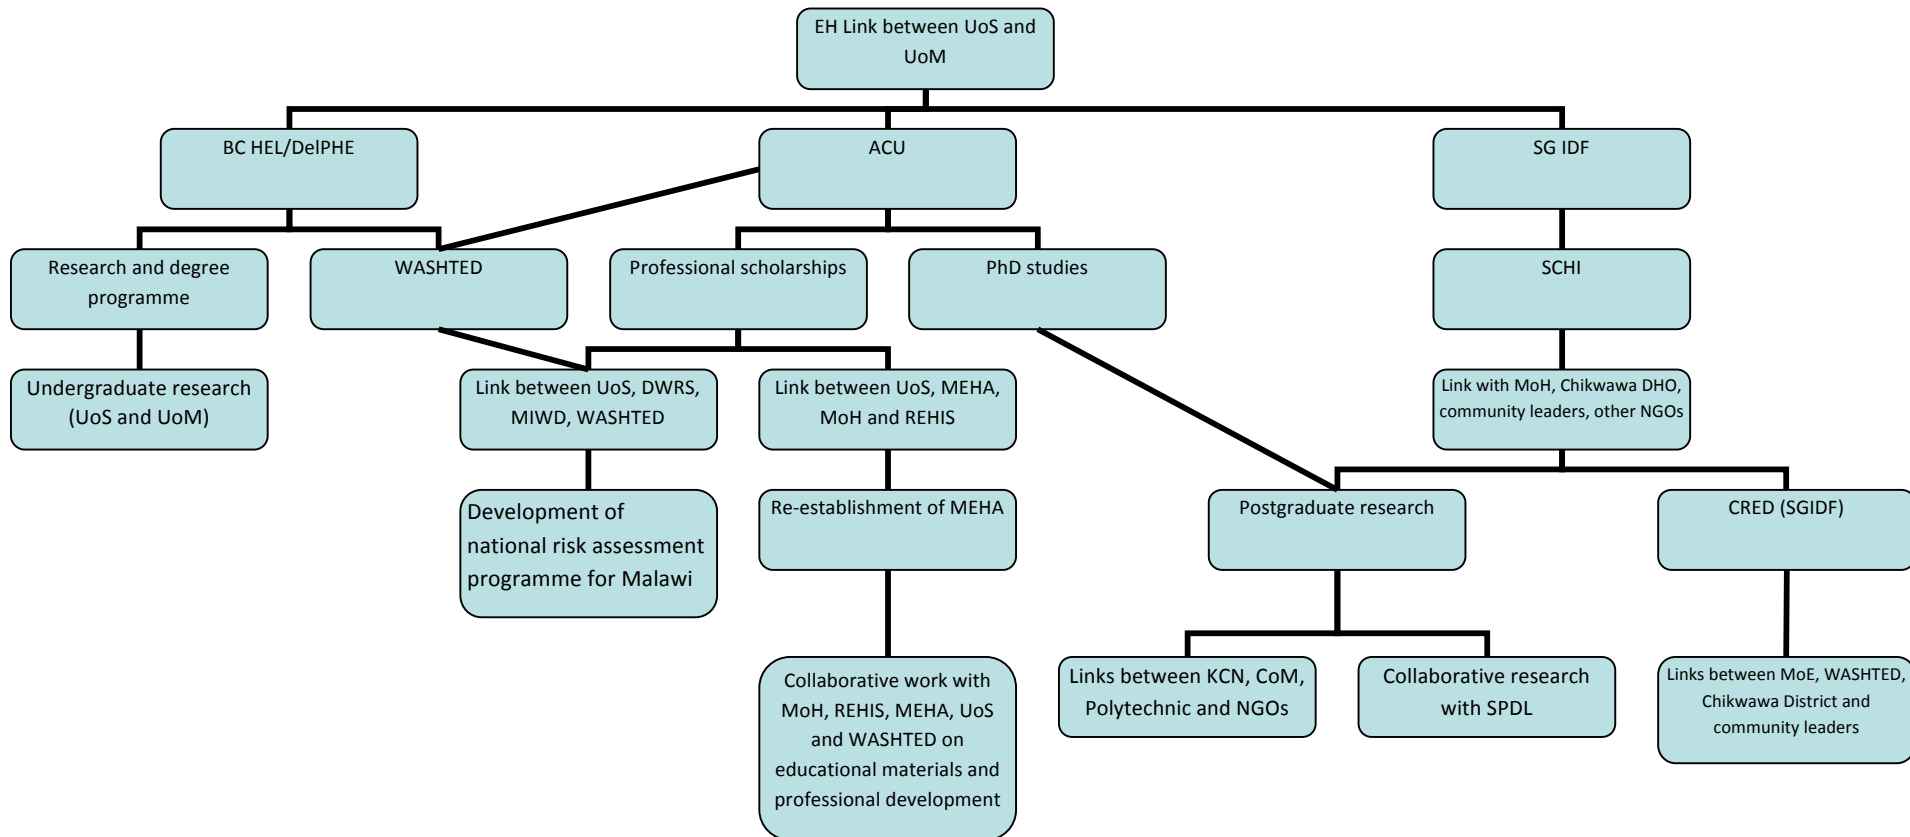 EH Link between UoS and
UoM
BC HEL/DelPHE
ACU
SG IDF
Research and degree
programme
WASHTED
Professional scholarships
PhD studies
SCHI
Undergraduate research
(UoS and UoM)
Link between UoS, DWRS,
MIWD, WASHTED
Link between UoS, MEHA,
MoH and REHIS
Link with MoH, Chikwawa DHO,
community leaders, other NGOs
Development of
national risk assessment
programme for Malawi
Re-establishment of MEHA
Postgraduate research
CRED (SGIDF)
Collaborative work with
MoH, REHIS, MEHA, UoS
and WASHTED on
educational materials and
professional development
Links between KCN, CoM,
Polytechnic and NGOs
Collaborative research
with SPDL
Links between MoE, WASHTED,
Chikwawa District and
community leaders